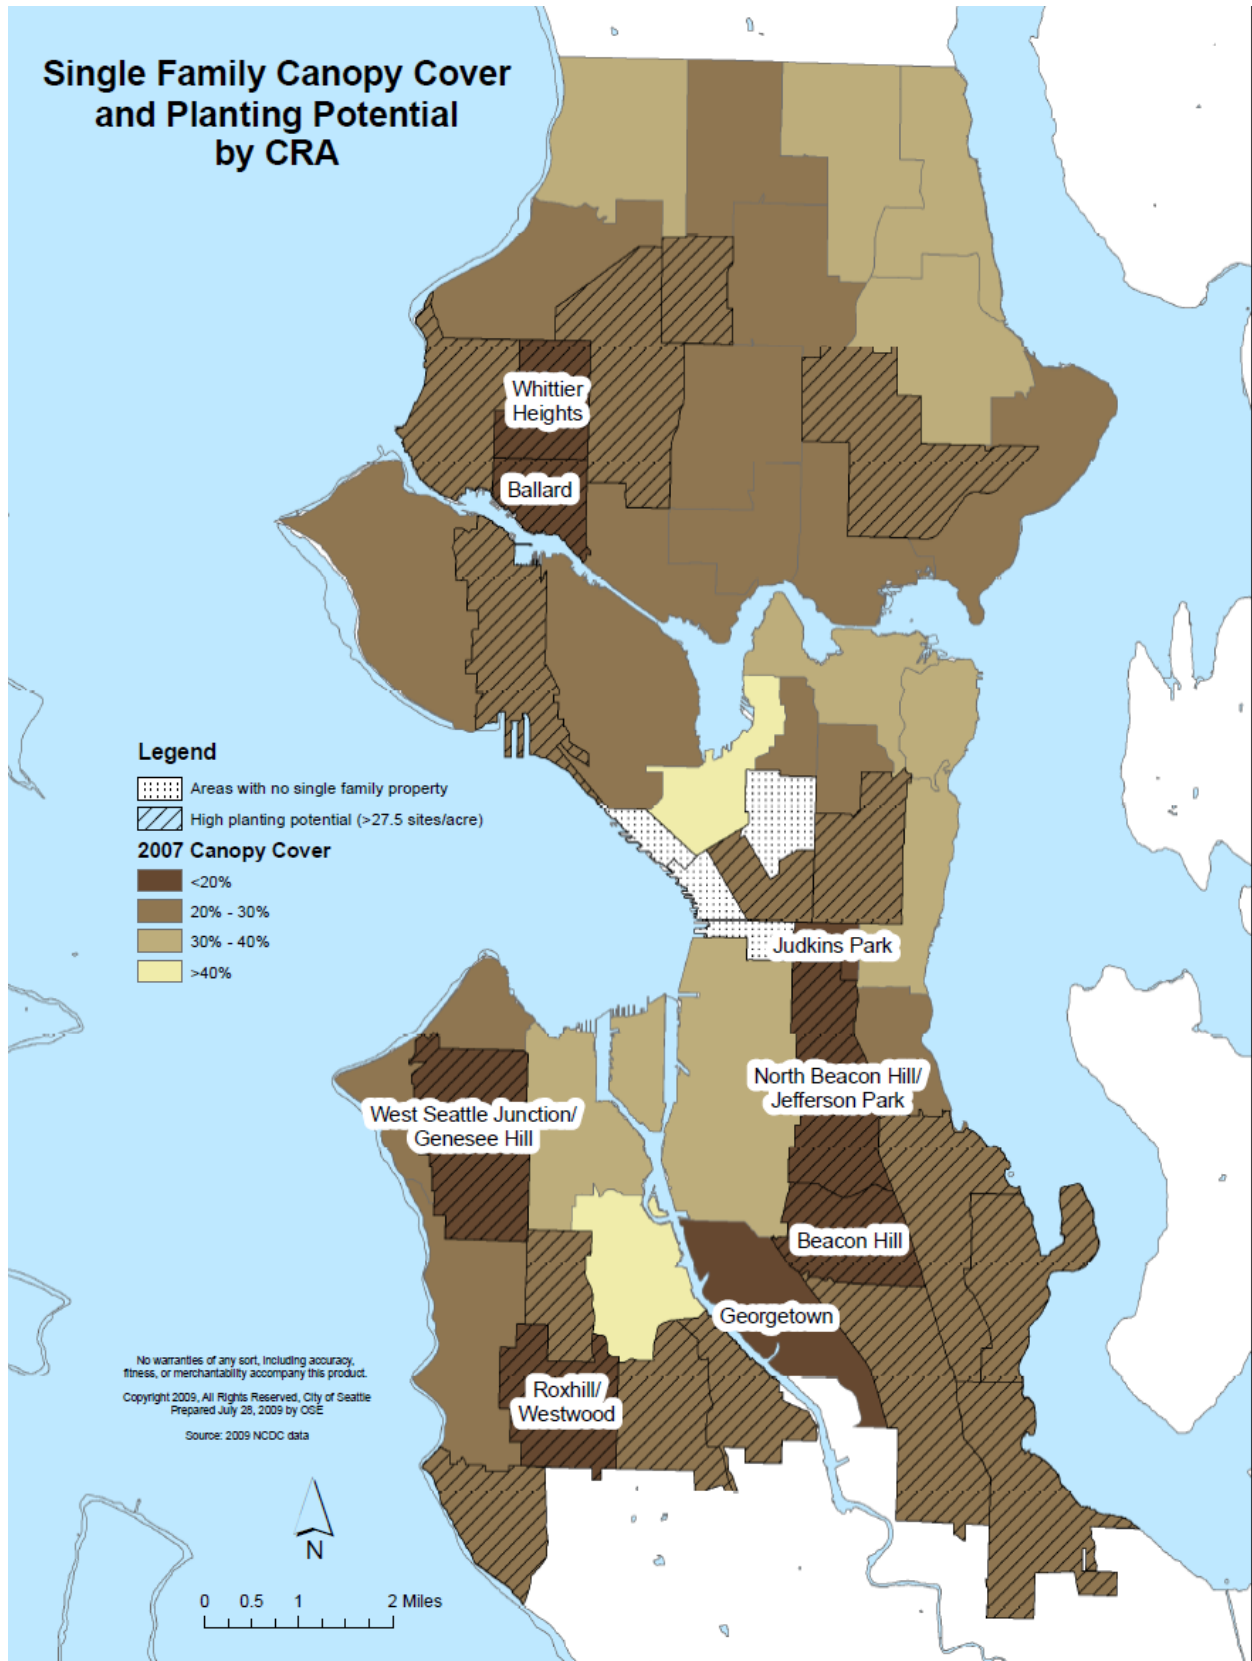 Single Family Canopy Cover
and Planting Potential
by CRA
Whittier
Heights
Ballard
Legend
Areas with no single family property
High planting potential (>27.5 sites/acre)
2007 Canopy Cover
<20%
20% - 30%
30% - 40%
>40%
Judkins Park
North Beacon Hill/
Jefferson Park
West Seattle Junction/
Genesee Hill
Beacon Hill
Georgetown
Roxhill/
Westwood
No warranties of any sort, including accuracy,
fitness, or merchantability accompany this product.
Copyright 2009, All Rights Reserved, City of Seattle
Prepared July 28, 2009 by OSE
Source: 2009 NCDC data
N
0 0.5 1 2 Miles